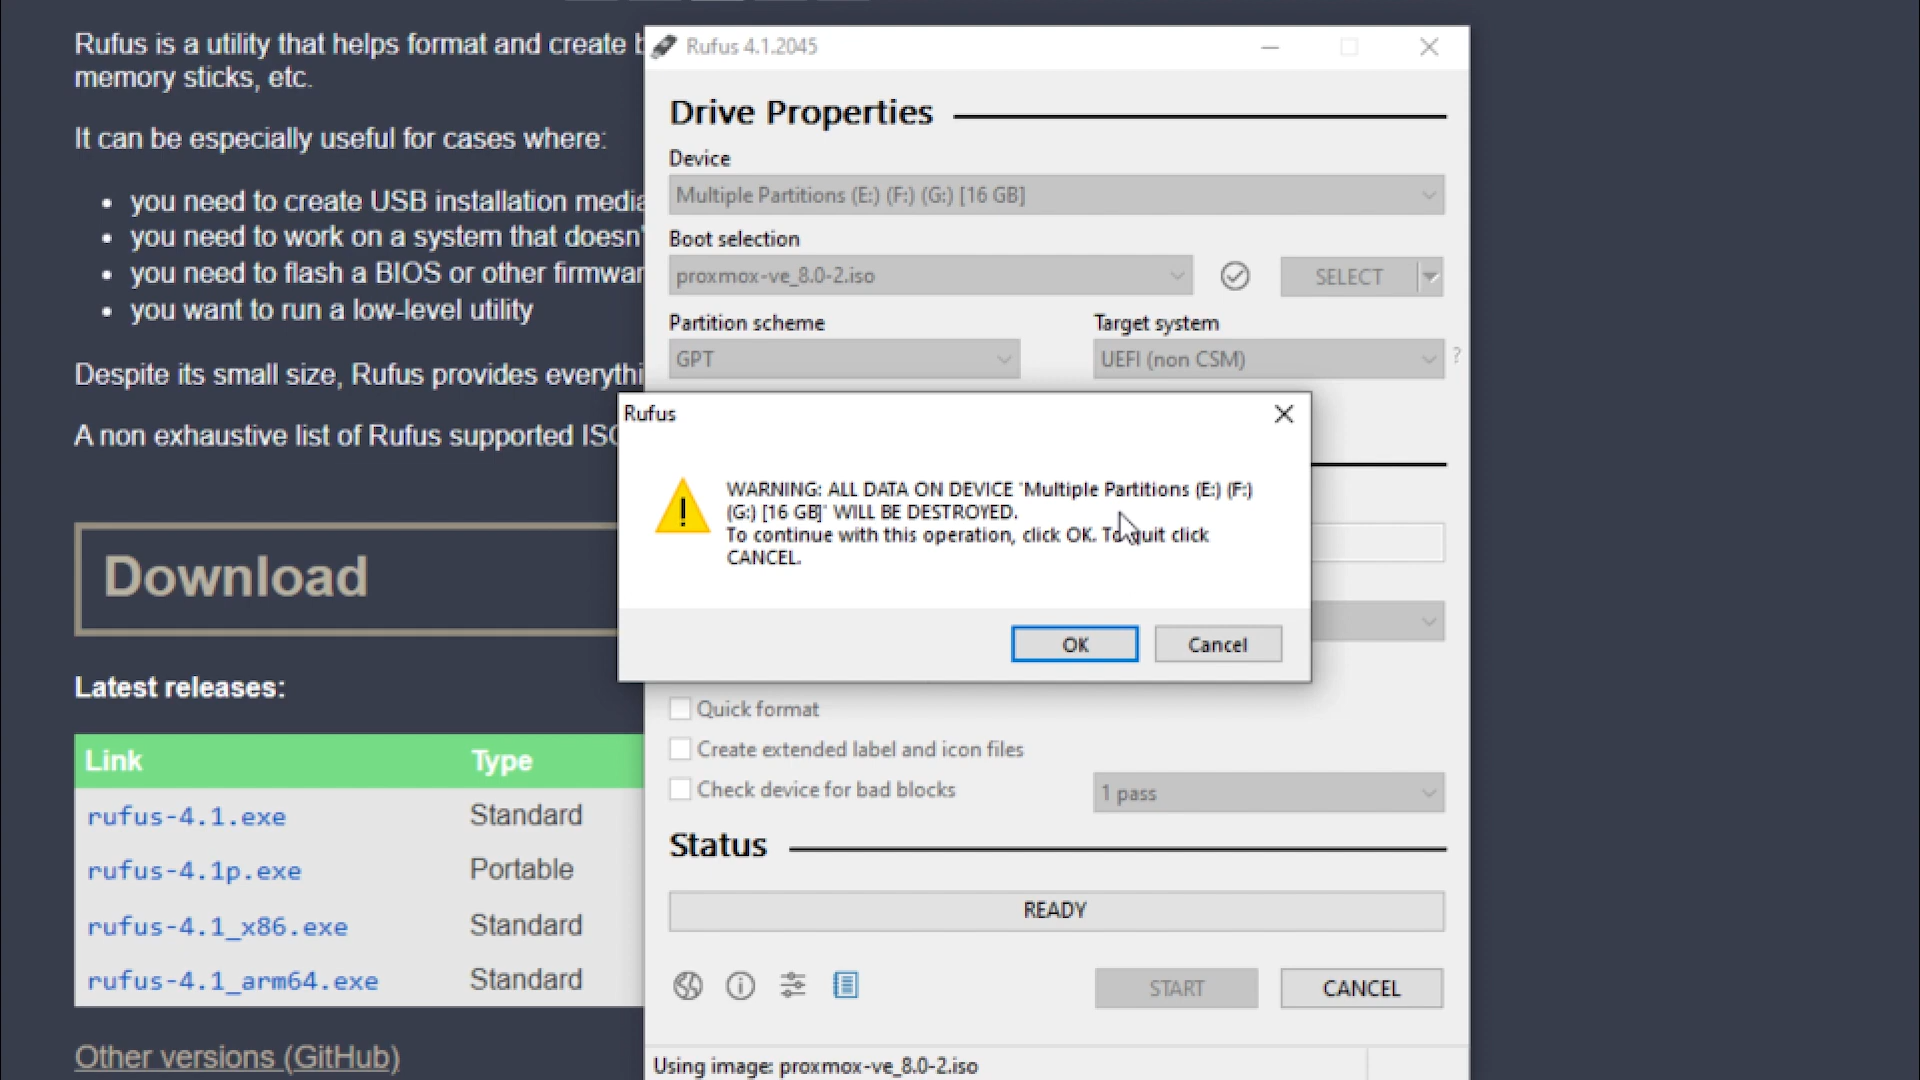 Rufus is a utility that helps format and create
memory sticks, etc.
It can be especially useful for cases where:
• you need to create USB installation media
• you need to work on a system that doesn'
• you need to flash a BIOS or other firmwar
• you want to run a low-level utility
Despite its small size, Rufus provides everythi
A non exhaustive list of Rufus supported ISO
Download
Latest releases:
Link Type
rufus-4.1.exe Standard
rufus-4.1p.exe Portable
rufus-4.1_x86.exe Standard
rufus-4.1_arm64.exe Standard
Other versions (GitHub)
Rufus 4.1.2045
Drive Properties
Device
Multiple Partitions (E:) (F:) (G:) [16 GB]
Boot selection
proxmox-ve_8.0-2.iso SELECT
Partition scheme Target system
GPT UEFI (non CSM) ?
Rufus
WARNING: ALL DATA ON DEVICE 'Multiple Partitions (E:) (F:)
(G:) [16 GB]' WILL BE DESTROYED.
To continue with this operation, click OK. To quit click
CANCEL.
OK Cancel
Quick format
Create extended label and icon files
Check device for bad blocks 1 pass
Status
READY
START CANCEL
Using image: proxmox-ve_8.0-2.iso